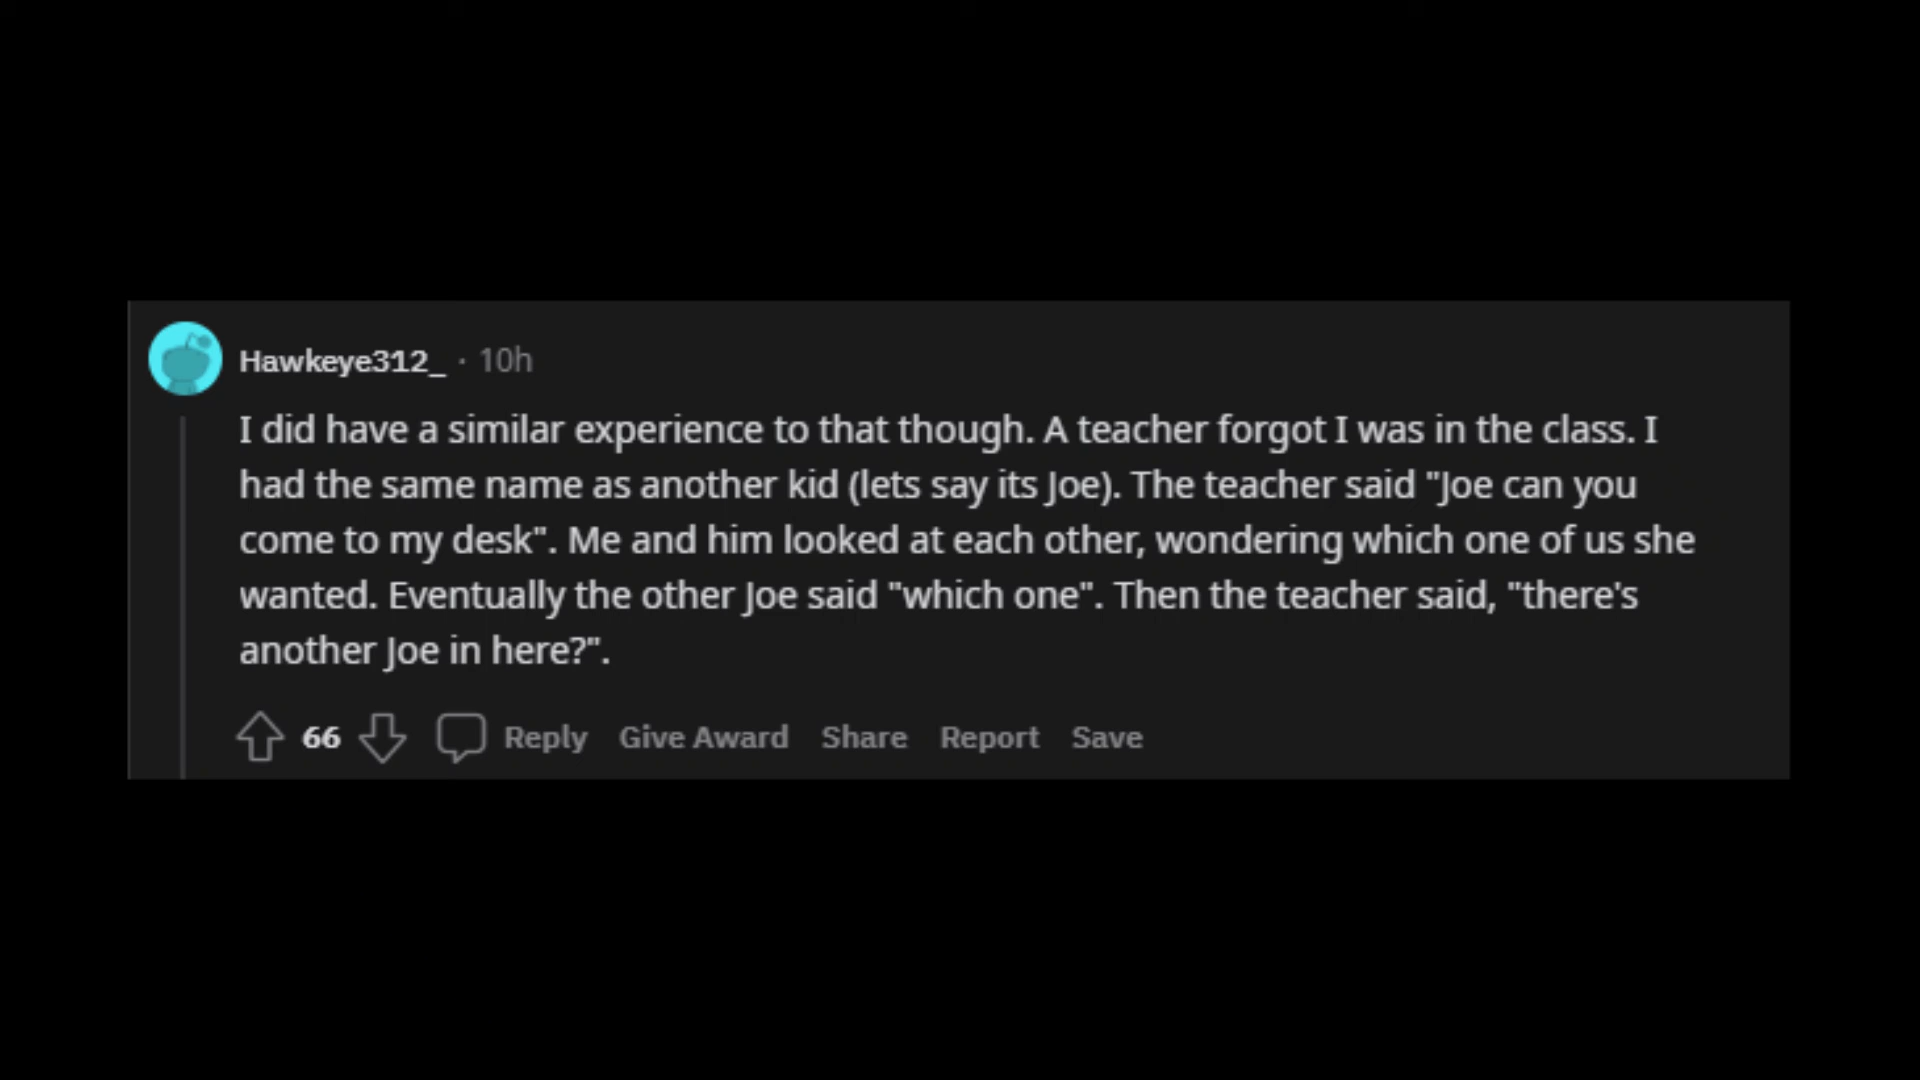 Hawkeye312_ · 10h
I did have a similar experience to that though. A teacher forgot I was in the class. I
had the same name as another kid (lets say its Joe). The teacher said "Joe can you
come to my desk". Me and him looked at each other, wondering which one of us she
wanted. Eventually the other Joe said "which one". Then the teacher said, "there's
another Joe in here?".
66 Reply Give Award Share Report Save